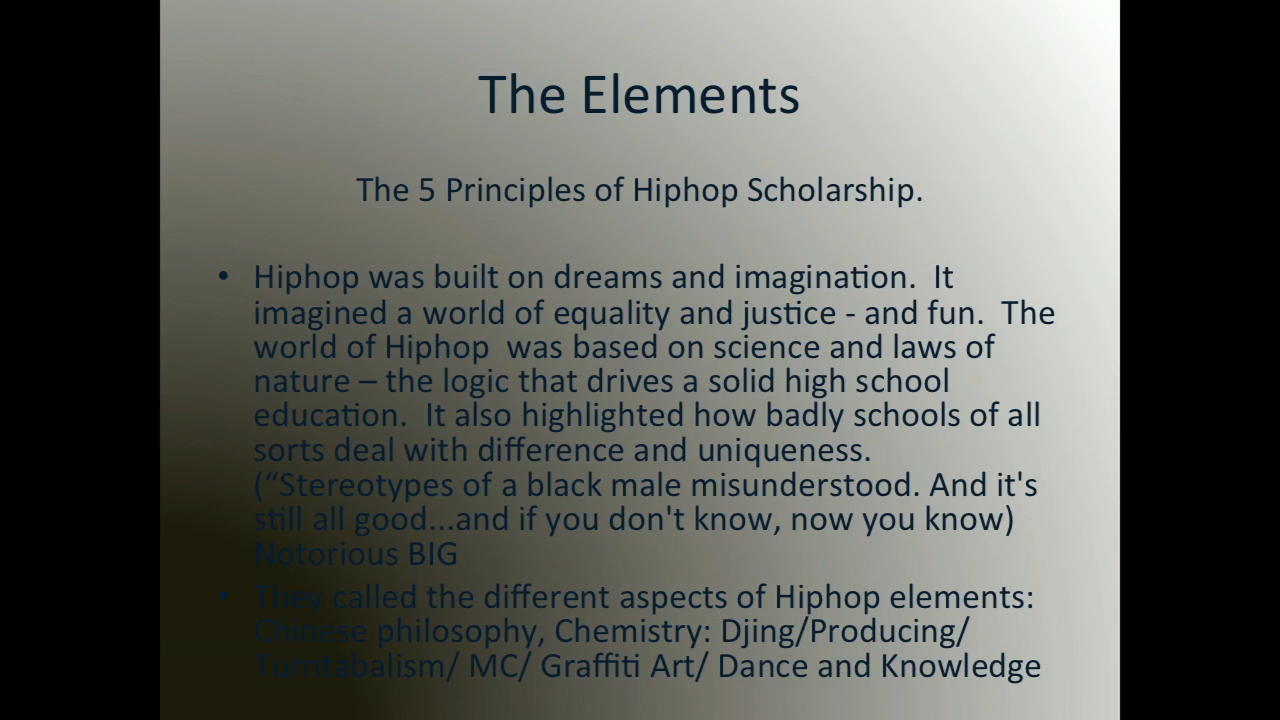 The Elements
The 5 Principles of Hiphop Scholarship.
• Hiphop was built on dreams and imagination.  It
imagined a world of equality and justice - and fun.  The
world of Hiphop  was based on science and laws of
nature – the logic that drives a solid high school
education.  It also highlighted how badly schools of all
sorts deal with difference and uniqueness.
(“Stereotypes of a black male misunderstood. And it's
still all good...and if you don't know, now you know)
Notorious BIG
• They called the different aspects of Hiphop elements:
Chinese philosophy, Chemistry: Djing/Producing/
Turntabalism/ MC/ Graffiti Art/ Dance and Knowledge